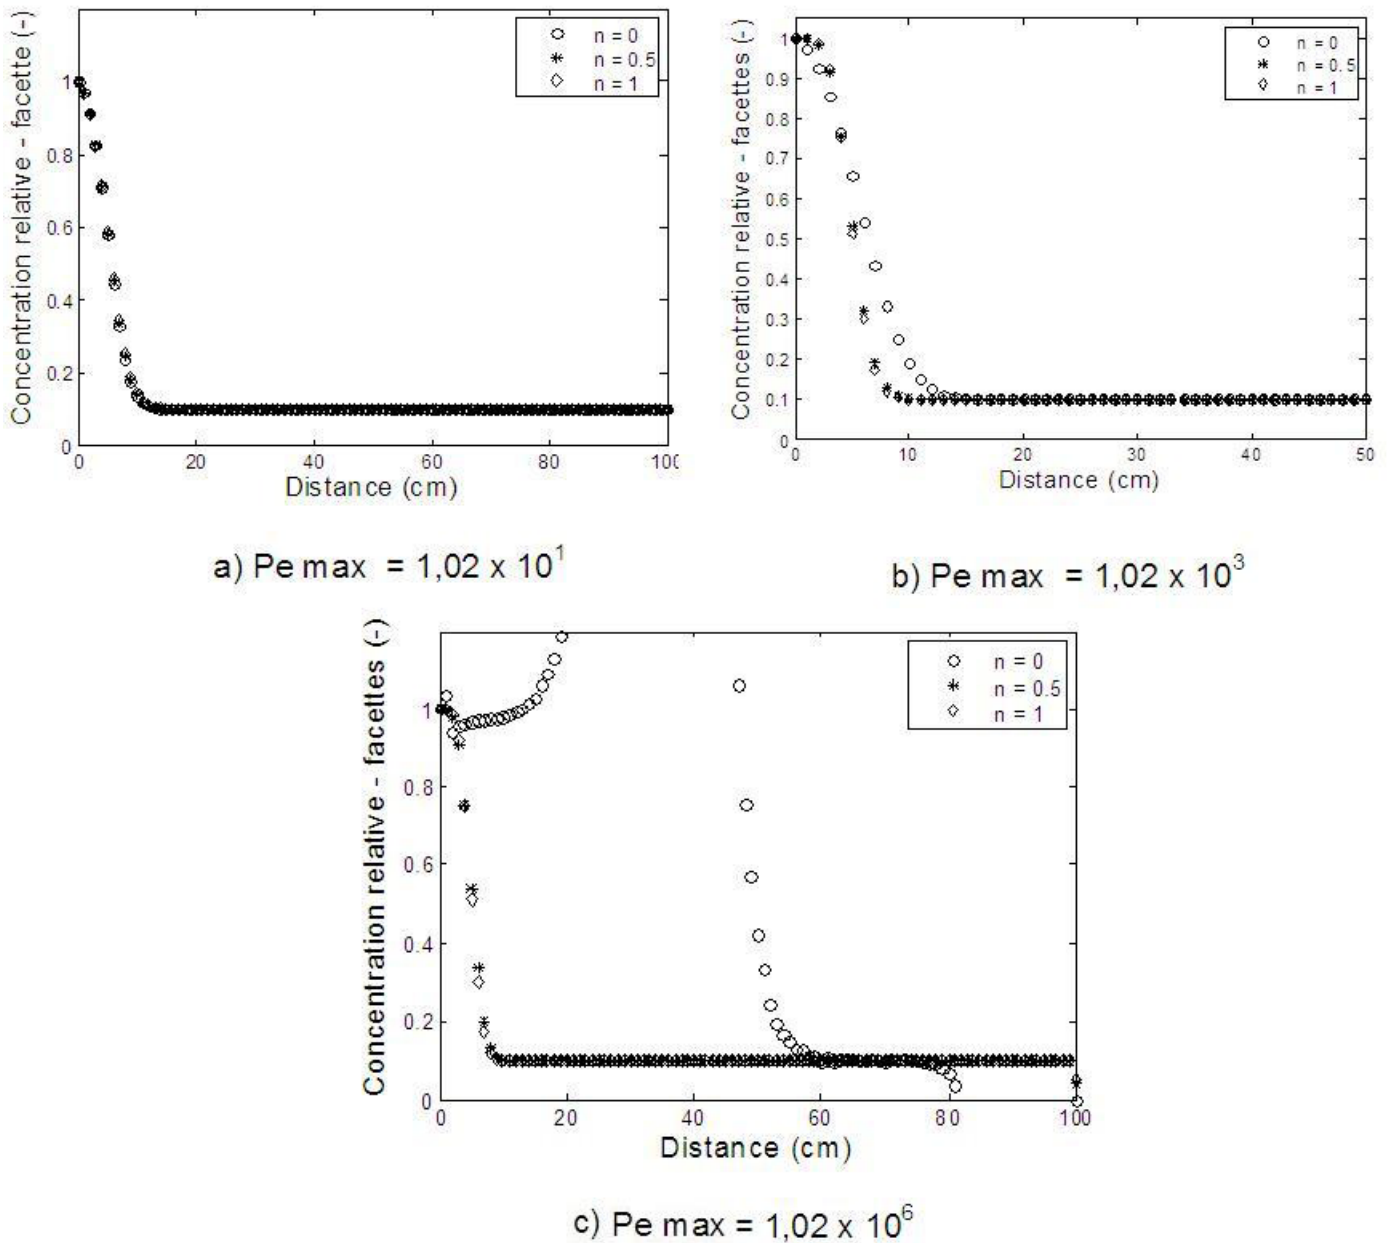 Concentration relative - facette (-)
1
0.8
0.6
0.4
0.2
0
0 20 40 60 80 100
Distance (cm)
n = 0
n = 0.5
n = 1
a) Pe max = 1,02 x 10^1
Concentration relative - facettes (-)
1
0.9
0.8
0.7
0.6
0.5
0.4
0.3
0.2
0.1
0
0 10 20 30 40 50
Distance (cm)
n = 0
n = 0.5
n = 1
b) Pe max = 1,02 x 10^3
Concentration relative - facettes (-)
1
0.8
0.6
0.4
0.2
0
0 20 40 60 80 100
Distance (cm)
n = 0
n = 0.5
n = 1
c) Pe max = 1,02 x 10^6